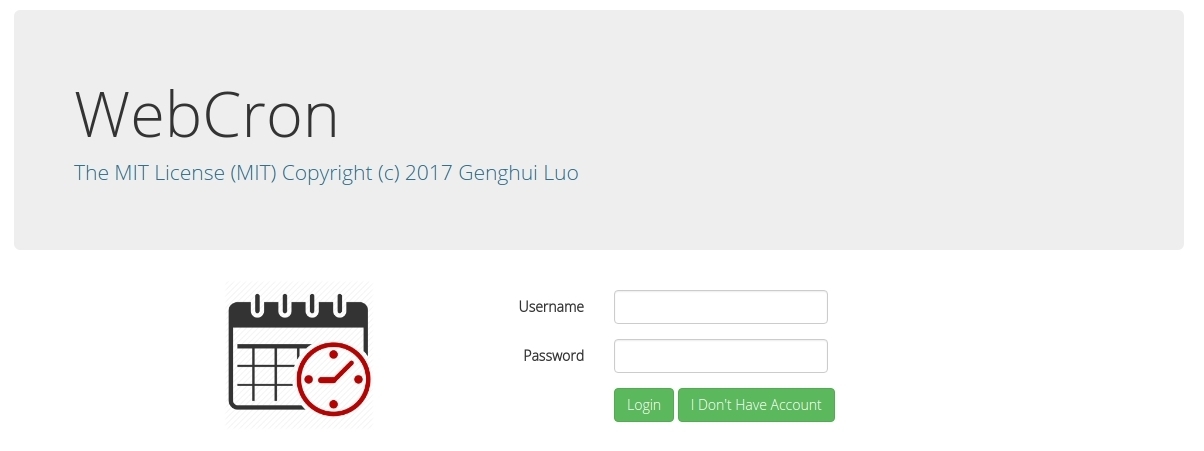 WebCron
The MIT License (MIT) Copyright (c) 2017 Genghui Luo
Username
Password
Login
I Don't Have Account